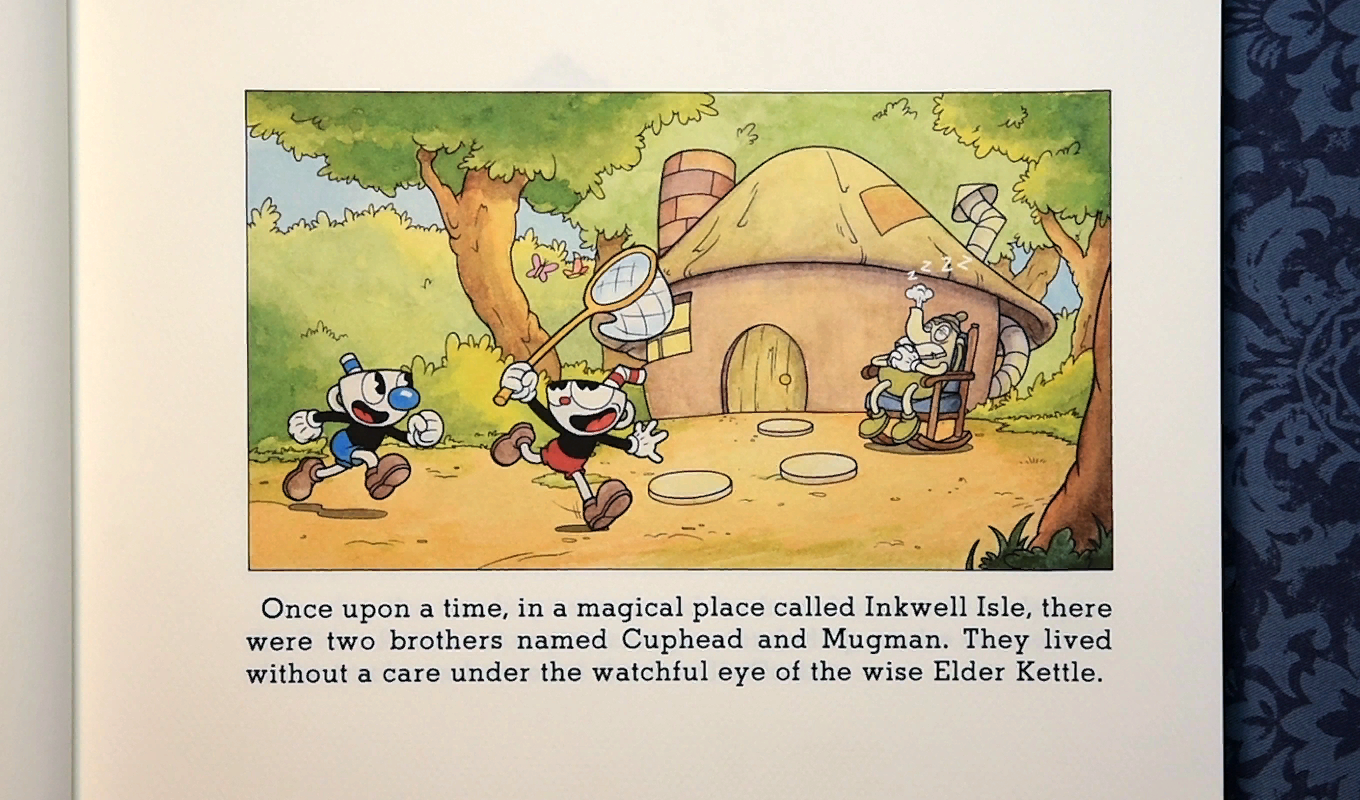 z z Z Z
Once upon a time, in a magical place called Inkwell Isle, there
were two brothers named Cuphead and Mugman. They lived
without a care under the watchful eye of the wise Elder Kettle.